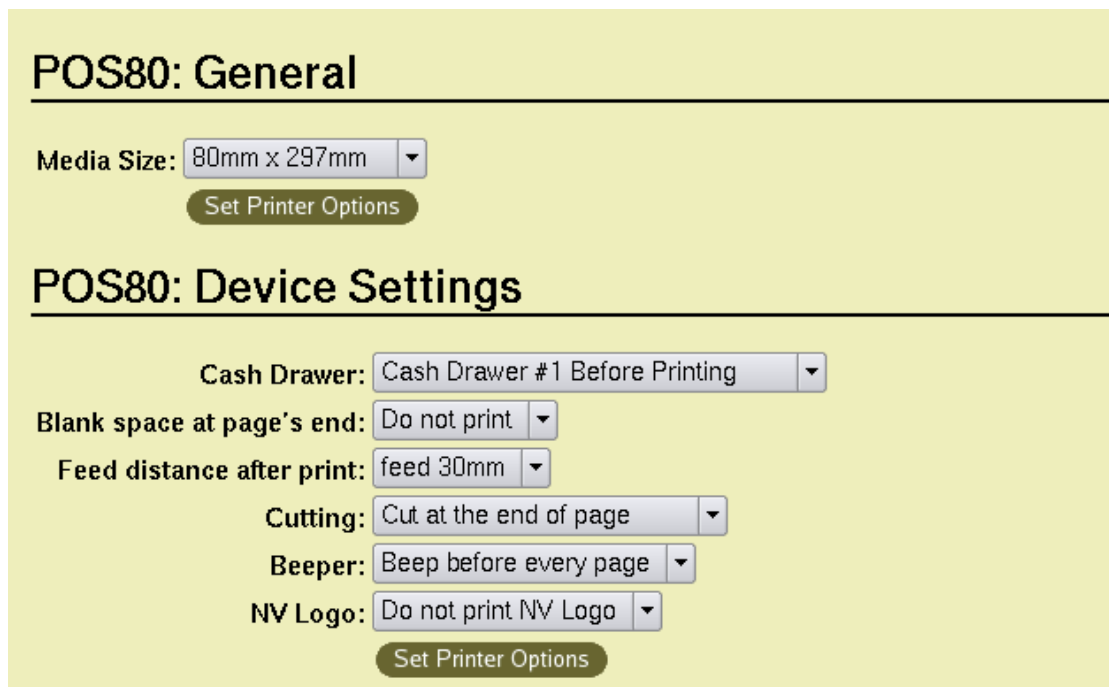 POS80: General
Media Size: 80mm x 297mm
Set Printer Options
POS80: Device Settings
Cash Drawer: Cash Drawer #1 Before Printing
Blank space at page's end: Do not print
Feed distance after print: feed 30mm
Cutting: Cut at the end of page
Beeper: Beep before every page
NV Logo: Do not print NV Logo
Set Printer Options